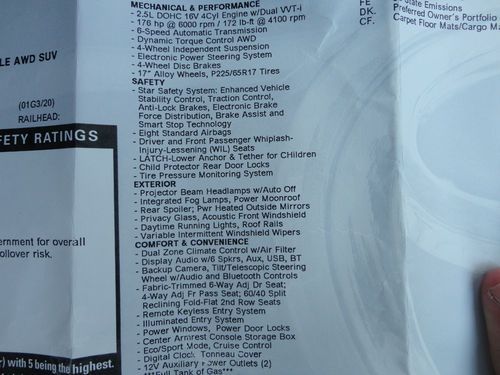 MECHANICAL & PERFORMANCE
- 2.5L DOHC 16V 4Cyl Engine w/Dual VVT-i
- 176 hp @ 6000 rpm / 172 lb-ft @ 4100 rpm
- 6-Speed Automatic Transmission
- Dynamic Torque Control AWD
- 4-Wheel Independent Suspension
- Electronic Power Steering System
- 4-Wheel Disc Brakes
- 17" Alloy Wheels, P225/65R17 Tires
SAFETY
- Star Safety System: Enhanced Vehicle
Stability Control, Traction Control,
Anti-Lock Brakes, Electronic Brake
Force Distribution, Brake Assist and
Smart Stop Technology
- Eight Standard Airbags
- Driver and Front Passenger Whiplash-
Injury-Lessening (WIL) Seats
- LATCH-Lower Anchor & Tether for CHildren
- Child Protector Rear Door Locks
- Tire Pressure Monitoring System
EXTERIOR
- Projector Beam Headlamps w/Auto Off
- Integrated Fog Lamps, Power Moonroof
- Rear Spoiler; Pwr Heated Outside Mirrors
- Privacy Glass, Acoustic Front Windshield
- Daytime Running Lights, Roof Rails
- Variable Intermittent Windshield Wipers
COMFORT & CONVENIENCE
- Dual Zone Climate Control w/Air Filter
- Display Audio w/6 Spkrs, Aux, USB, BT
- Backup Camera, Tilt/Telescopic Steering
Wheel w/Audio and Bluetooth Controls
- Fabric-Trimmed 6-Way Adj Dr Seat;
4-Way Adj Fr Pass Seat; 60/40 Split
Reclining Fold-Flat 2nd Row Seats
- Remote Keyless Entry System
- Illuminated Entry System
- Power Windows, Power Door Locks
- Center Armrest Console Storage Box
- Eco/Sport Mode, Cruise Control
- Digital Clock, Tonneau Cover
- 12V Auxiliary Power Outlets (2)
***Full Tank of Gas***
LE AWD SUV
(01G3/20)
RAILHEAD:
FETY RATINGS
ernment for overall
ollover risk.
r) with 5 being the highest.
FE
State Emissions
DK.
Preferred Owner's Portfolio
CF.
Carpet Floor Mats/Cargo Ma